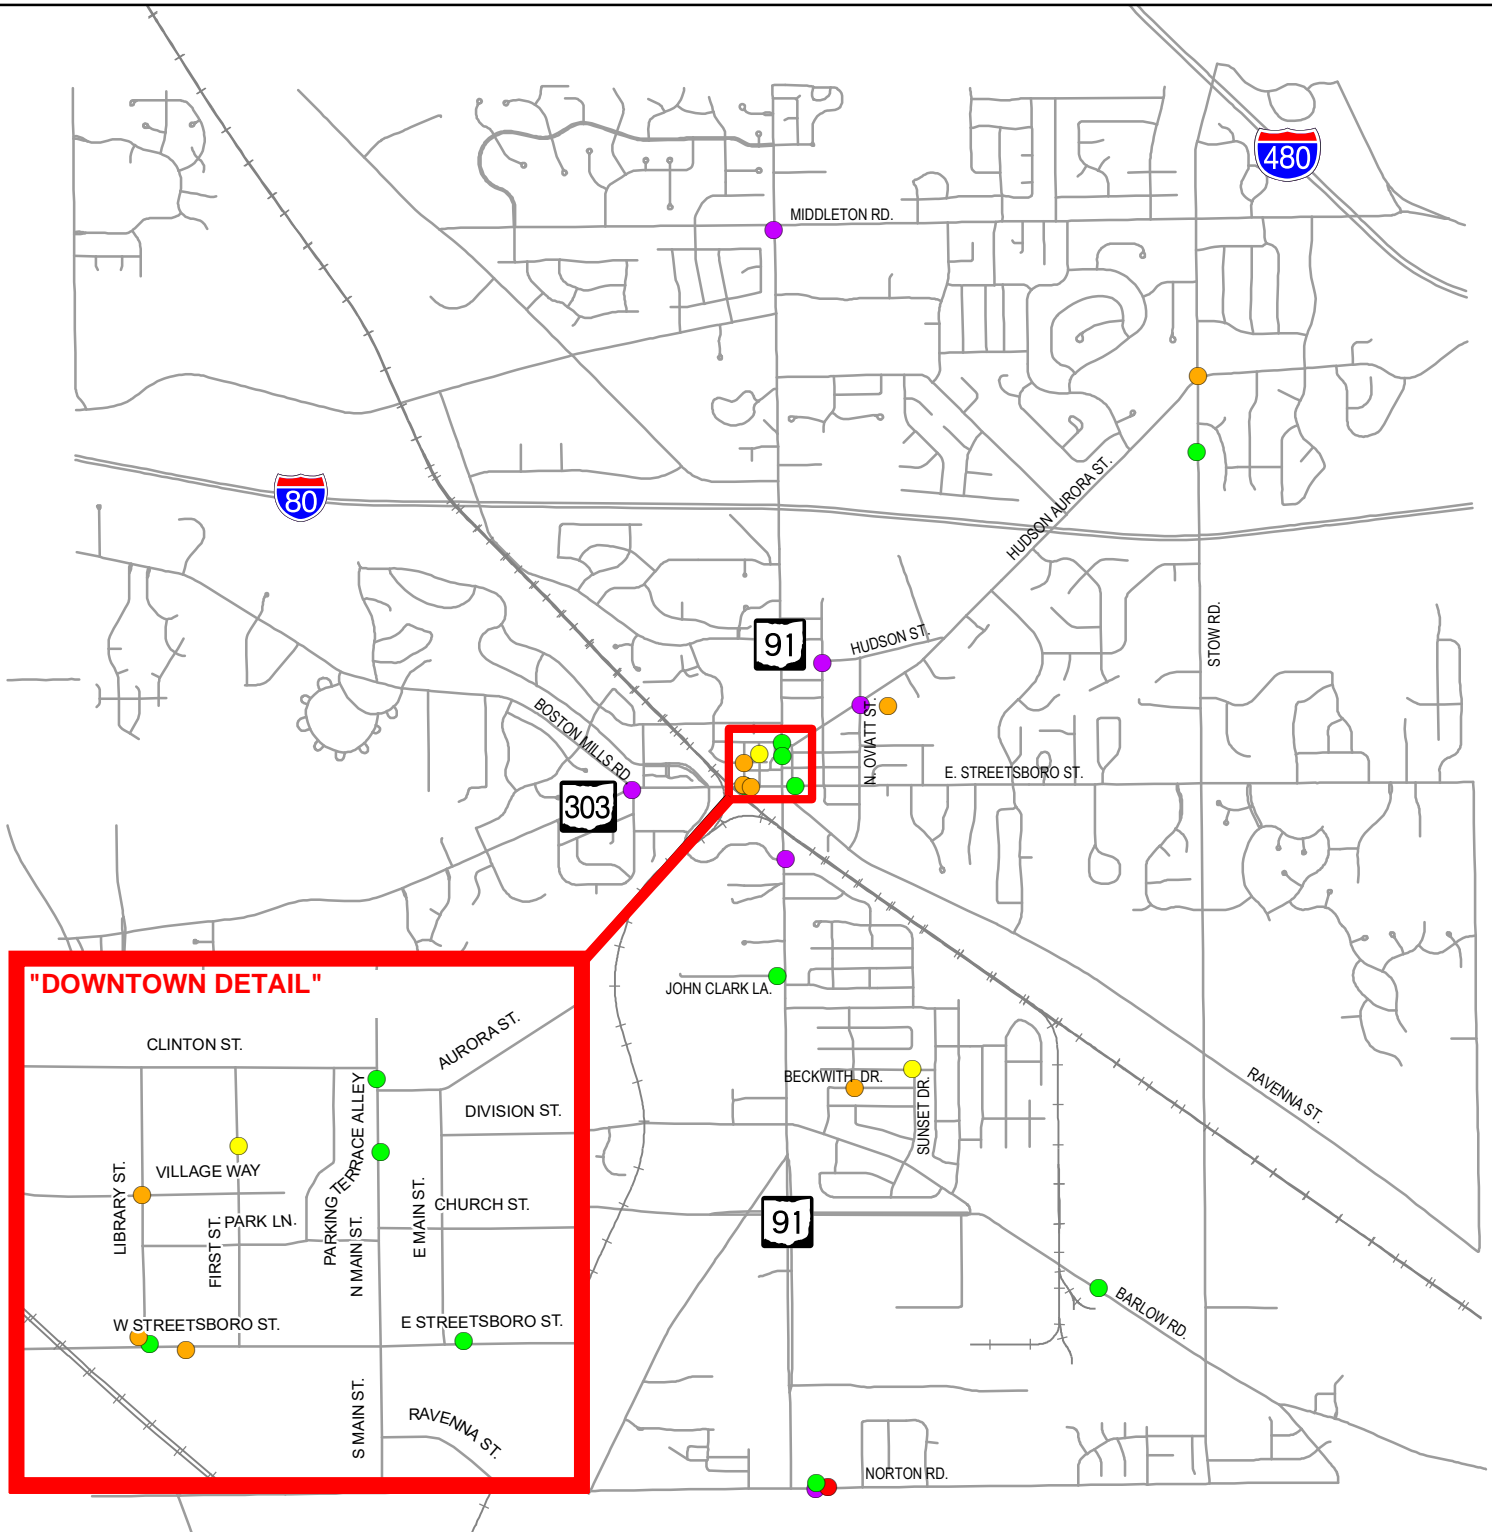 480
MIDDLETON RD.
80
HUDSON AURORA ST.
91
HUDSON ST.
STOW RD.
BOSTON MILLS RD
N. OVIATT ST.
E. STREETSBORO ST.
303
"DOWNTOWN DETAIL"
JOHN CLARK LA.
CLINTON ST.
AURORA ST.
BECKWITH DR.
SUNSET DR.
RAVENNA ST.
DIVISION ST.
PARKING TERRACE ALLEY
VILLAGE WAY
LIBRARY ST.
FIRST ST.
PARK LN.
N MAIN ST.
E MAIN ST.
CHURCH ST.
91
W STREETSBORO ST.
E STREETSBORO ST.
BARLOW RD.
S MAIN ST.
RAVENNA ST.
NORTON RD.